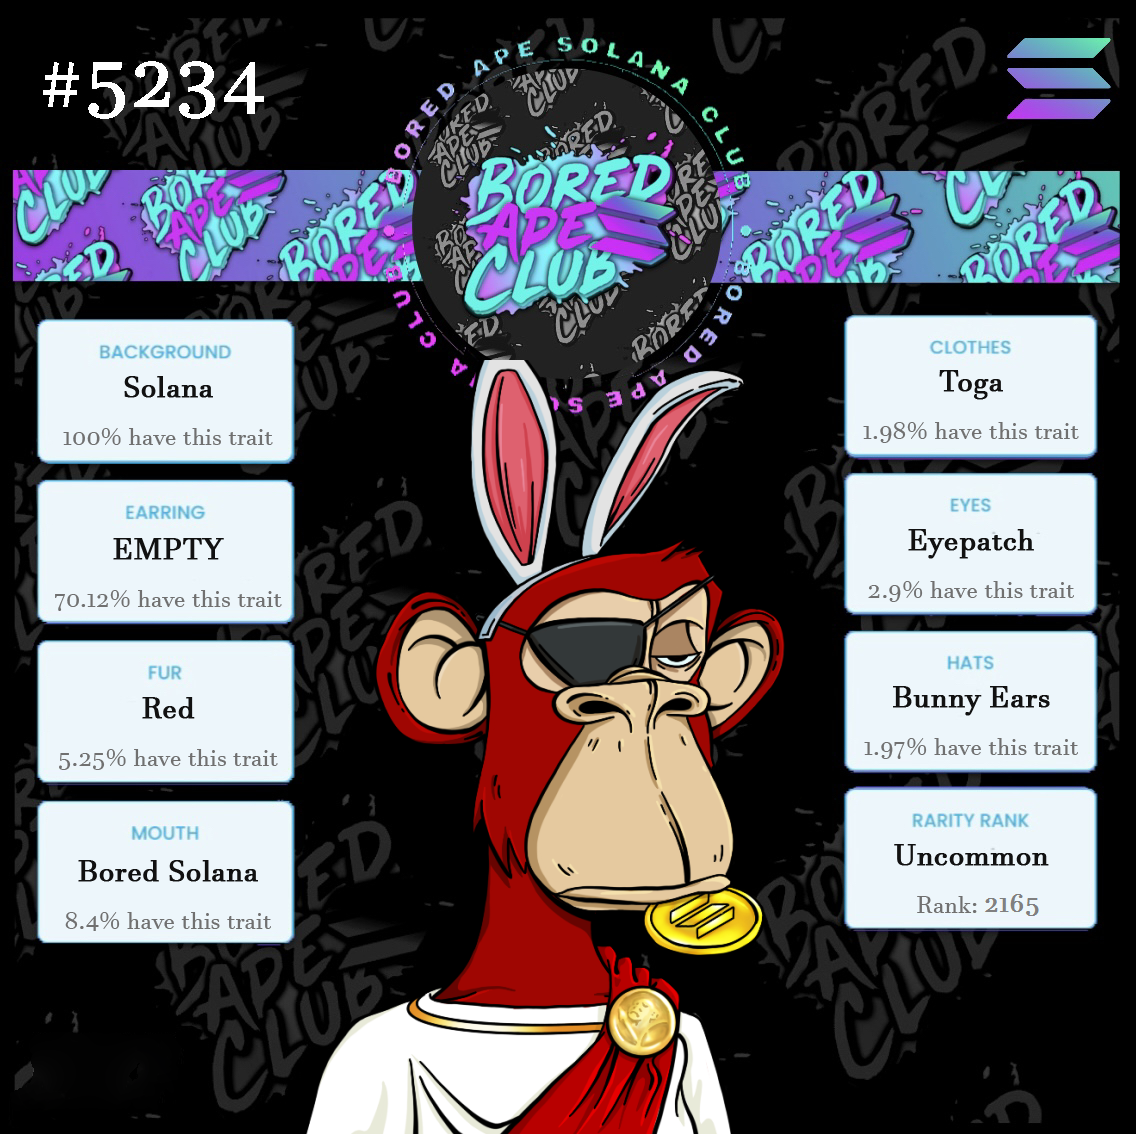 #5234
BORED APE SOLANA CLUB
BORED
APE
CLUB
BACKGROUND
Solana
100% have this trait
EARRING
EMPTY
70.12% have this trait
FUR
Red
5.25% have this trait
MOUTH
Bored Solana
8.4% have this trait
CLOTHES
Toga
1.98% have this trait
EYES
Eyepatch
2.9% have this trait
HATS
Bunny Ears
1.97% have this trait
RARITY RANK
Uncommon
Rank: 2165